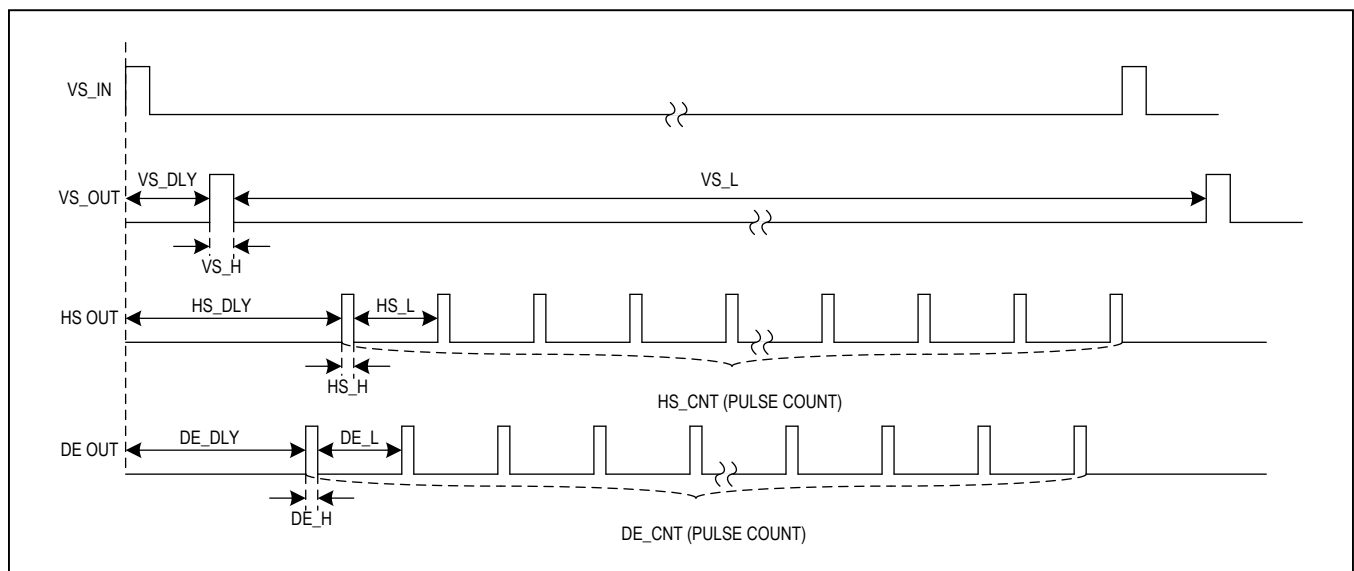 VS_IN
VS_DLY
VS_L
VS_OUT
VS_H
HS_DLY
HS_L
HS OUT
HS_H
HS_CNT (PULSE COUNT)
DE_DLY
DE_L
DE OUT
DE_H
DE_CNT (PULSE COUNT)